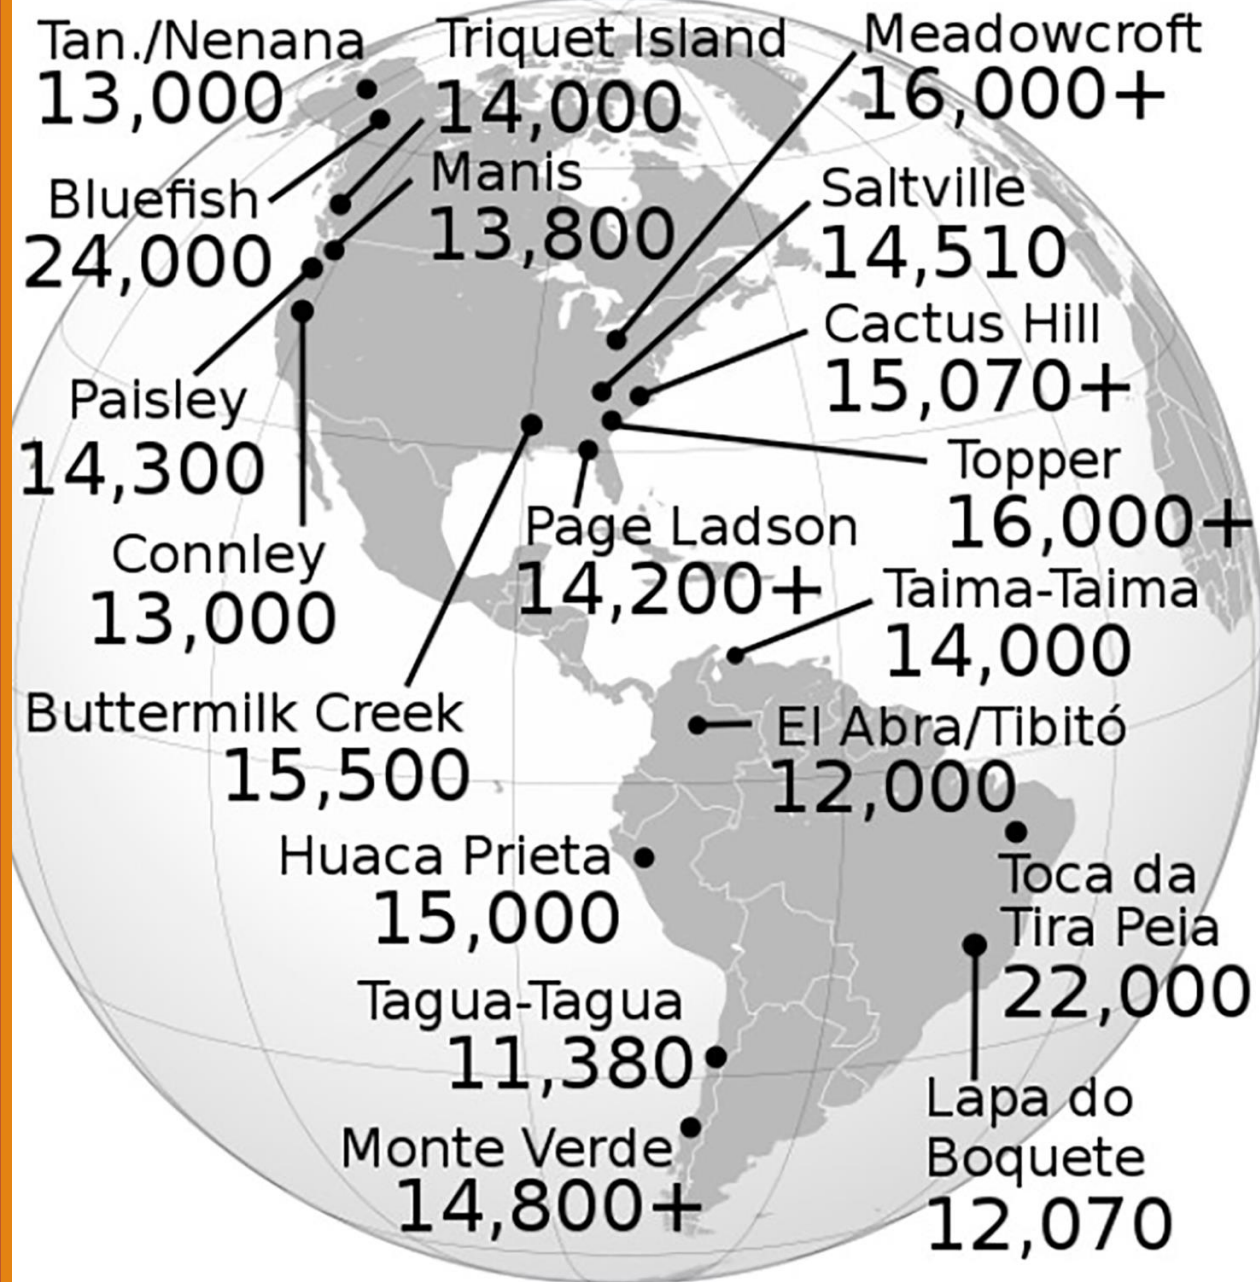 Tan./Nenana
13,000
Triquet Island
14,000
Meadowcroft
16,000+
Bluefish
24,000
Manis
13,800
Saltville
14,510
Cactus Hill
15,070+
Paisley
14,300
Topper
16,000+
Connley
13,000
Page Ladson
14,200+
Taima-Taima
14,000
Buttermilk Creek
15,500
El Abra/Tibitó
12,000
Huaca Prieta
15,000
Toca da
Tira Peia
22,000
Tagua-Tagua
11,380
Lapa do
Boquete
12,070
Monte Verde
14,800+